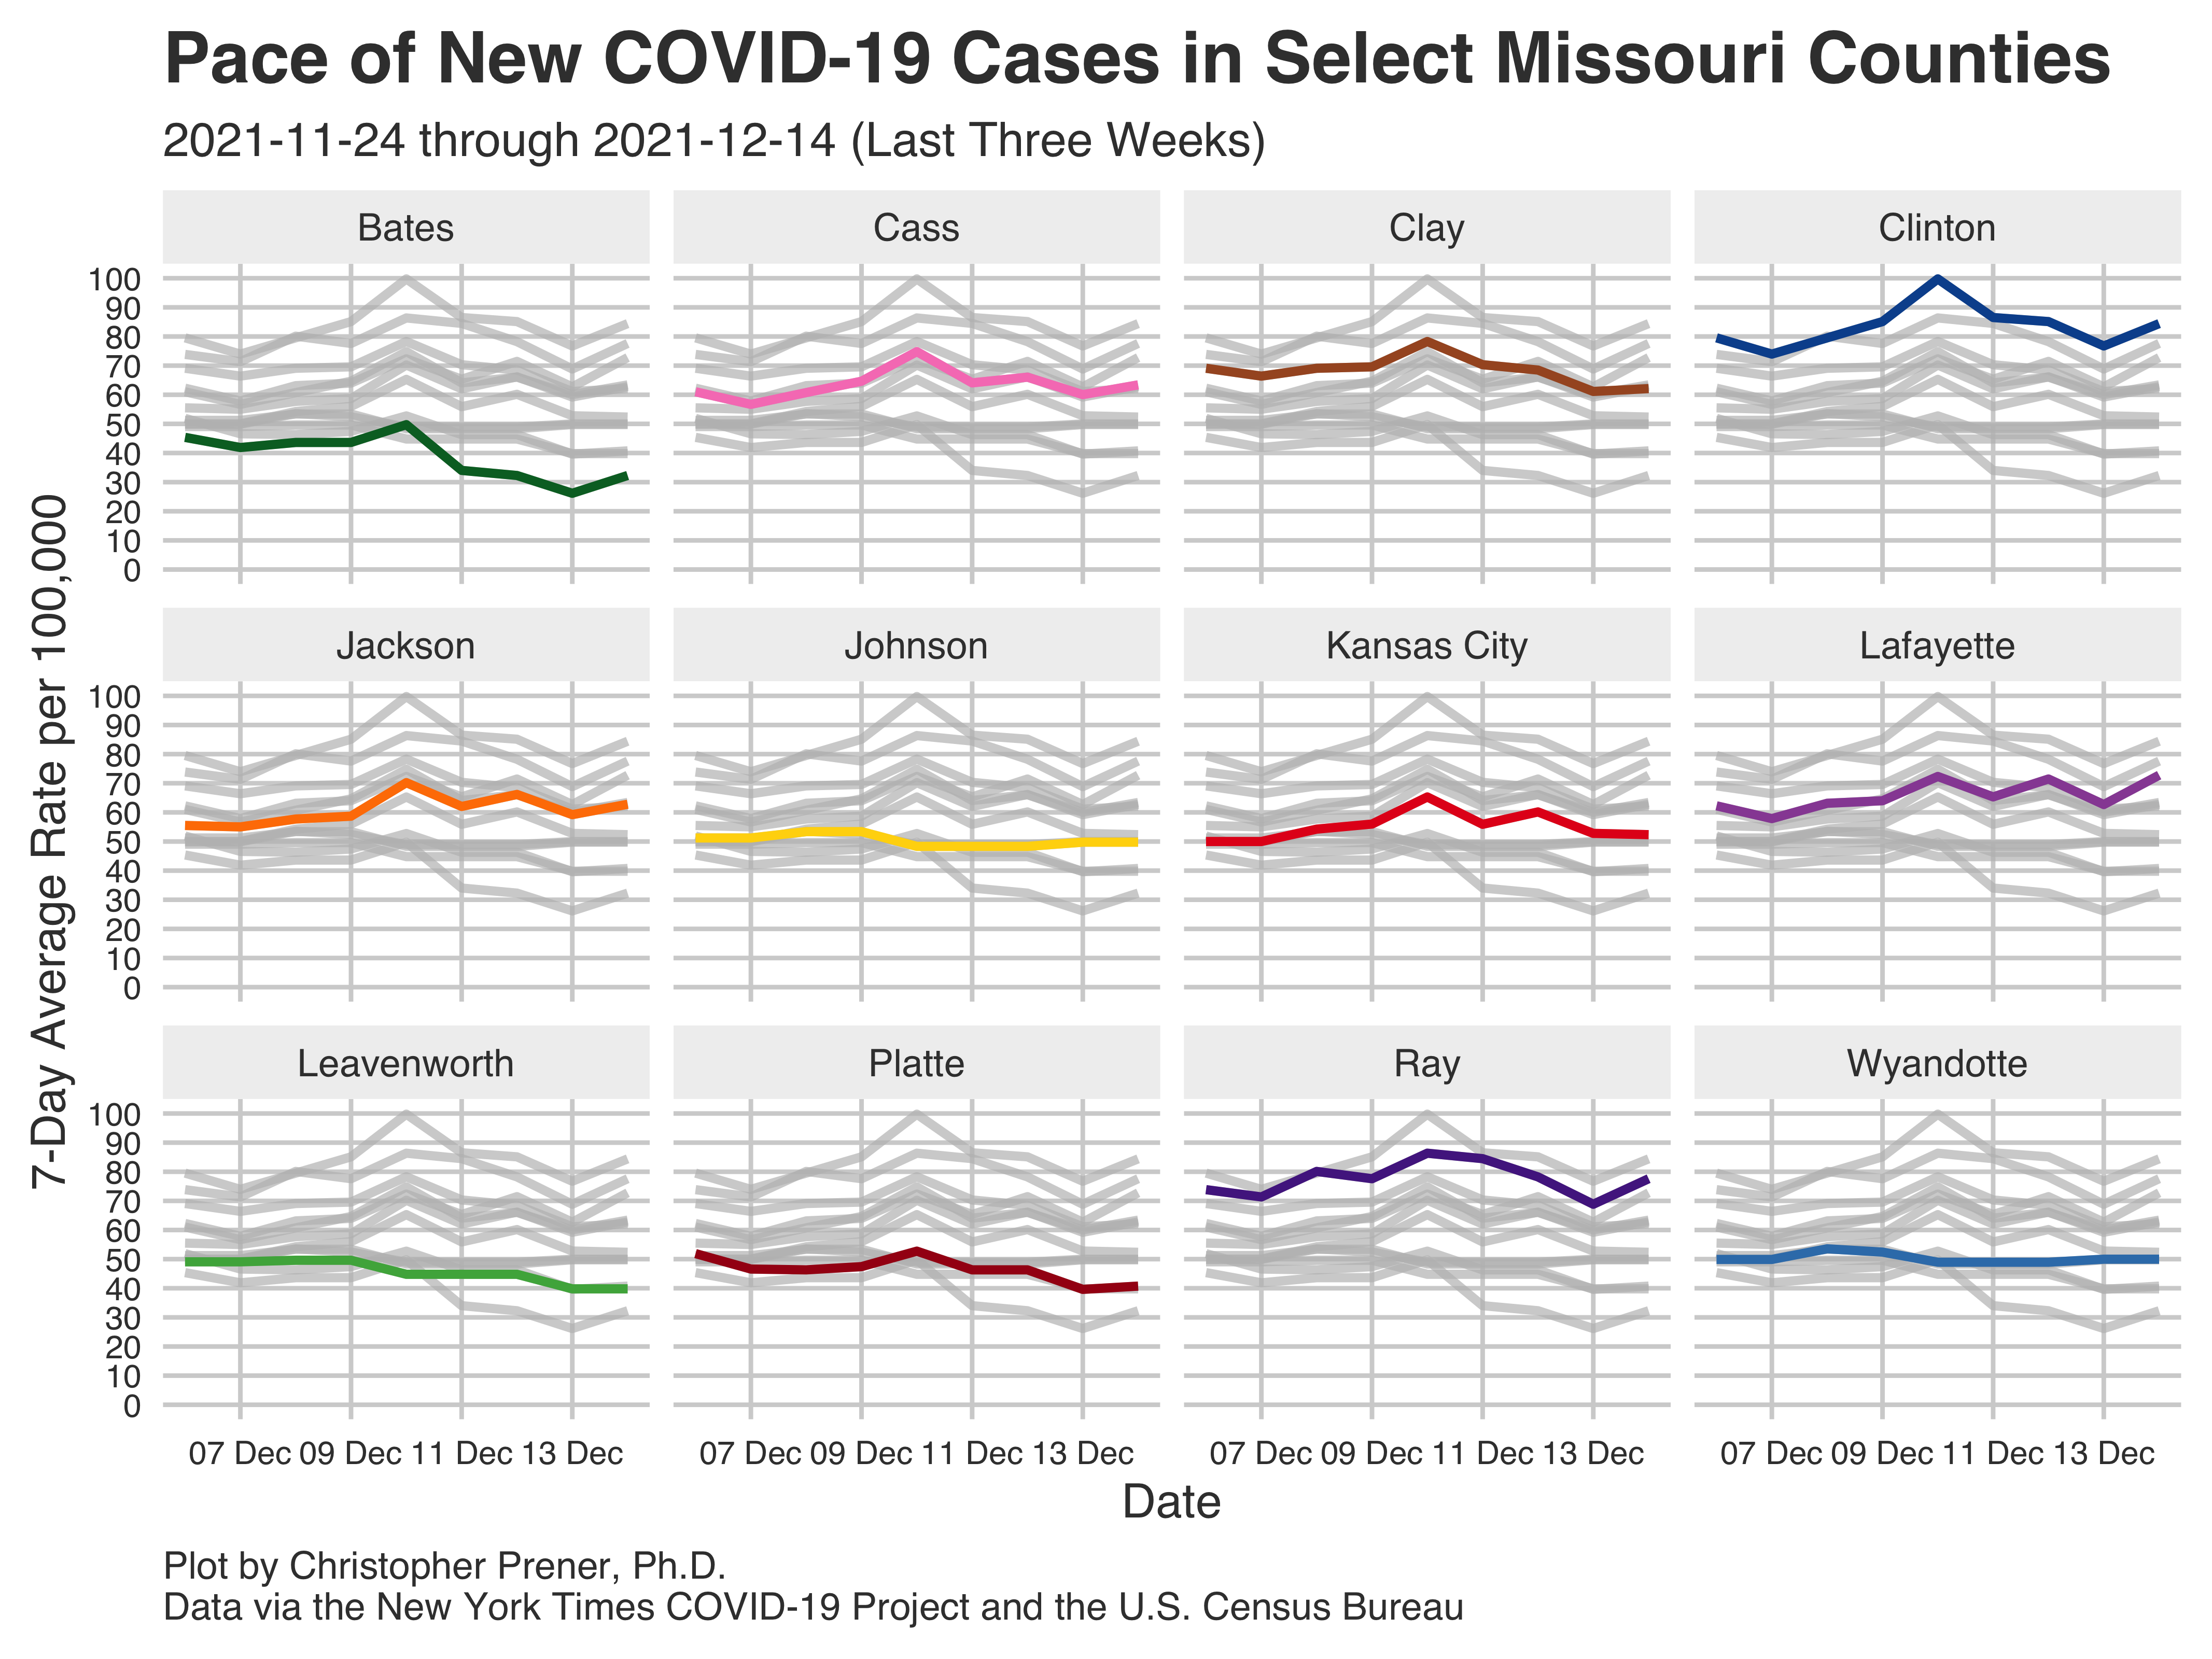 Pace of New COVID-19 Cases in Select Missouri Counties
2021-11-24 through 2021-12-14 (Last Three Weeks)
7-Day Average Rate per 100,000
Bates
Cass
Clay
Clinton
100
90
80
70
60
50
40
30
20
10
0
Jackson
Johnson
Kansas City
Lafayette
100
90
80
70
60
50
40
30
20
10
0
Leavenworth
Platte
Ray
Wyandotte
100
90
80
70
60
50
40
30
20
10
0
07 Dec 09 Dec 11 Dec 13 Dec
07 Dec 09 Dec 11 Dec 13 Dec
07 Dec 09 Dec 11 Dec 13 Dec
07 Dec 09 Dec 11 Dec 13 Dec
Date
Plot by Christopher Prener, Ph.D.
Data via the New York Times COVID-19 Project and the U.S. Census Bureau